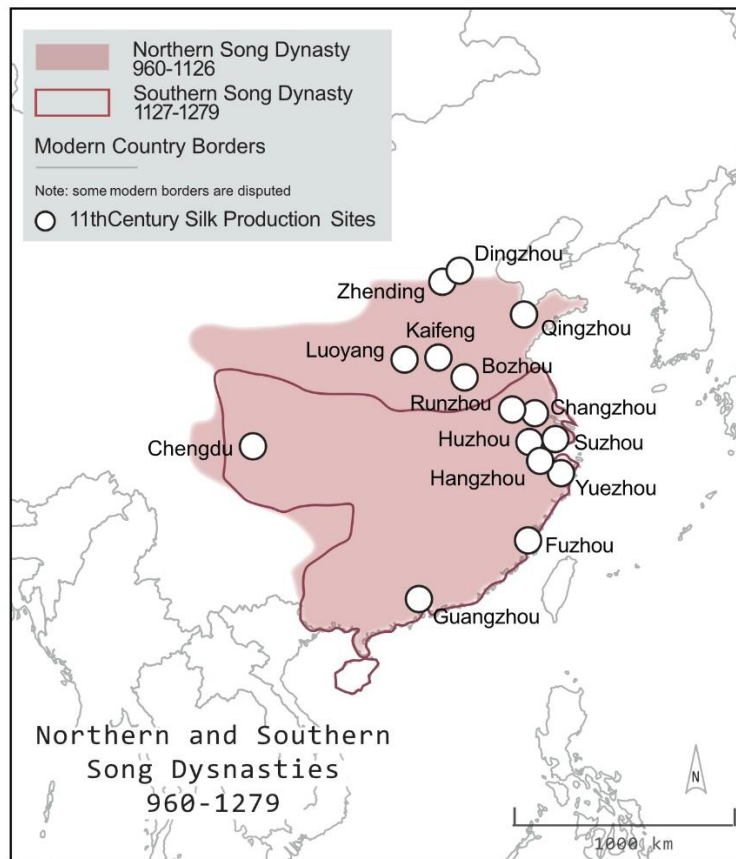 Northern Song Dynasty
960-1126
Southern Song Dynasty
1127-1279
Modern Country Borders
Note: some modern borders are disputed
11thCentury Silk Production Sites
Dingzhou
Zhending
Qingzhou
Kaifeng
Luoyang
Bozhou
Runzhou
Changzhou
Huzhou
Suzhou
Chengdu
Hangzhou
Yuezhou
Fuzhou
Guangzhou
Northern and Southern
Song Dysnasties
960-1279
N
1000 km